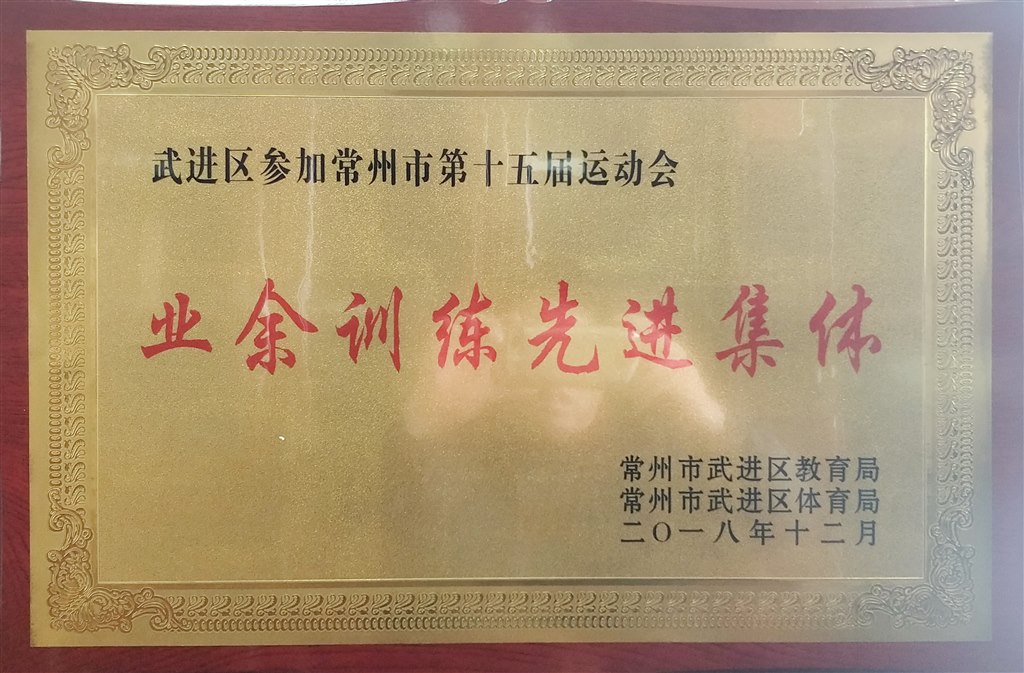 武进区参加常州市第十五届运动会
业余训练先进集体
常州市武进区教育局
常州市武进区体育局
二〇一八年十二月